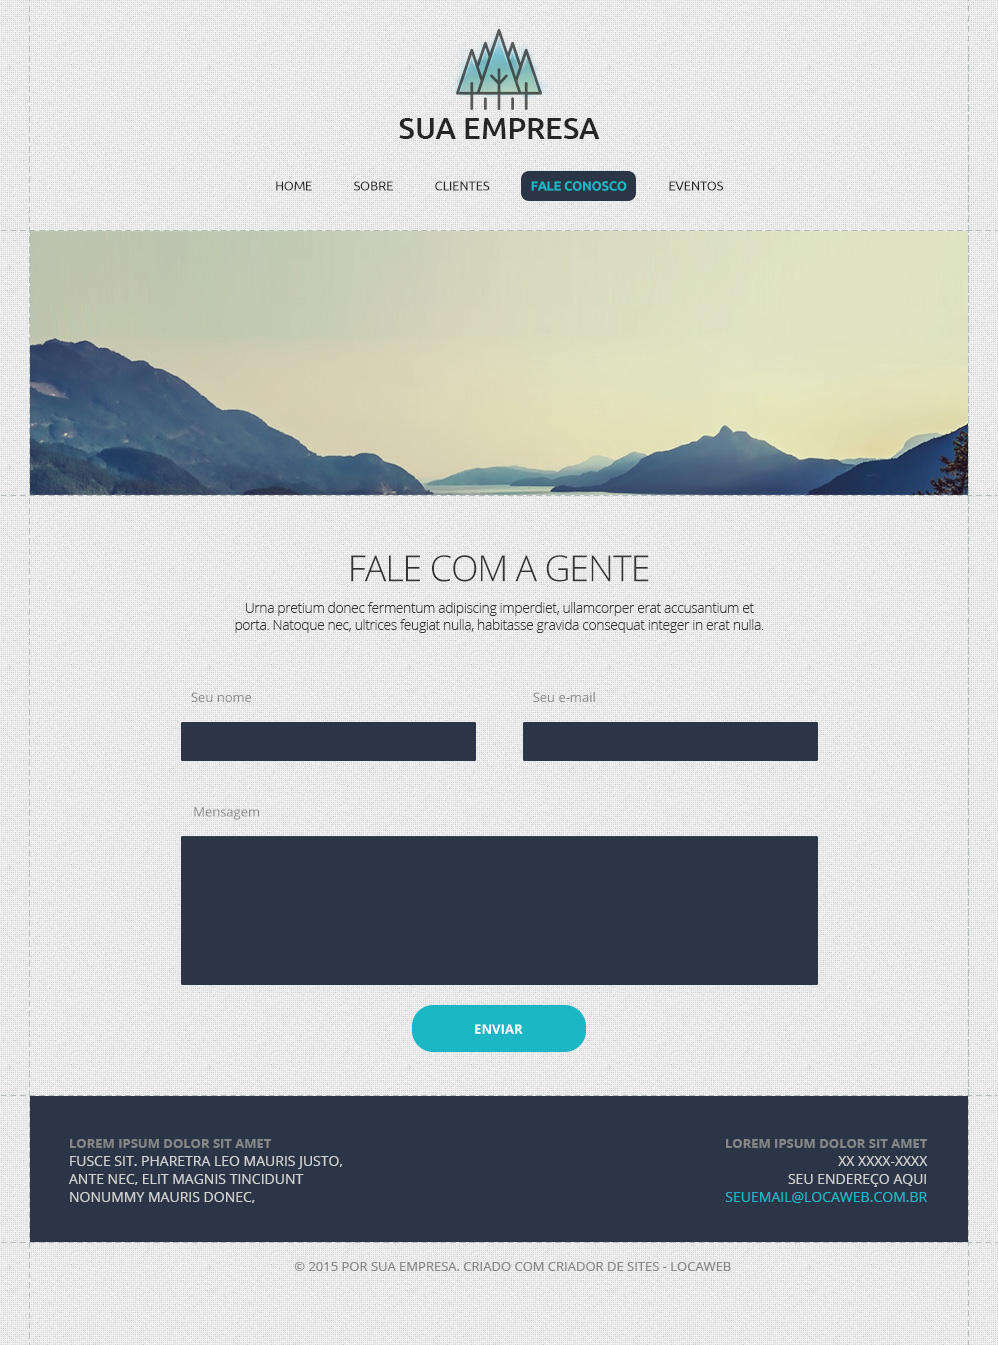 SUA EMPRESA
HOME SOBRE CLIENTES FALE CONOSCO EVENTOS
FALE COM A GENTE
Urna pretium donec fermentum adipiscing imperdiet, ullamcorper erat accusantium et
porta. Natoque nec, ultrices feugiat nulla, habitasse gravida consequat integer in erat nulla.
Seu nome
Seu e-mail
Mensagem
ENVIAR
LOREM IPSUM DOLOR SIT AMET
FUSCE SIT. PHARETRA LEO MAURIS JUSTO,
ANTE NEC, ELIT MAGNIS TINCIDUNT
NONUMMY MAURIS DONEC,
LOREM IPSUM DOLOR SIT AMET
XX XXXX-XXXX
SEU ENDEREÇO AQUI
SEUEMAIL@LOCAWEB.COM.BR
© 2015 POR SUA EMPRESA. CRIADO COM CRIADOR DE SITES - LOCAWEB